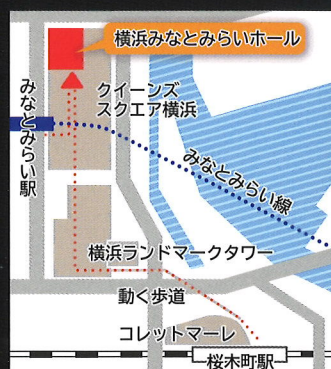 横浜みなとみらいホール
みなとみらい駅
クイーンズ
スクエア横浜
みなとみらい線
横浜ランドマークタワー
動く歩道
コレットマーレ
桜木町駅